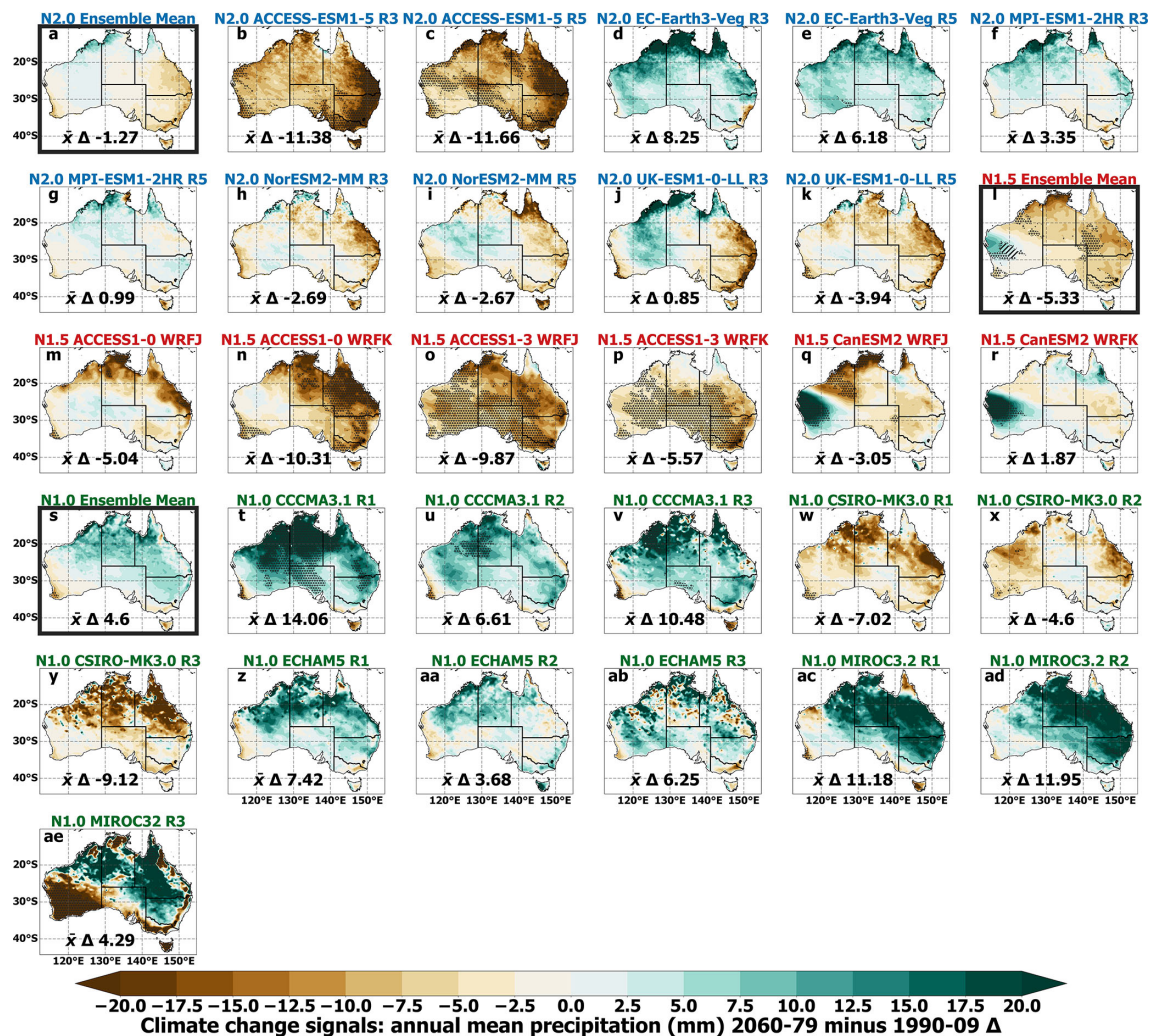 N2.0 Ensemble Mean N2.0 ACCESS-ESM1-5 R3 N2.0 ACCESS-ESM1-5 R5 N2.0 EC-Earth3-Veg R3 N2.0 EC-Earth3-Veg R5 N2.0 MPI-ESM1-2HR R3
a b c d e f
20°S
30°S
40°S
x̄ Δ -1.27 x̄ Δ -11.38 x̄ Δ -11.66 x̄ Δ 8.25 x̄ Δ 6.18 x̄ Δ 3.35
N2.0 MPI-ESM1-2HR R5 N2.0 NorESM2-MM R3 N2.0 NorESM2-MM R5 N2.0 UK-ESM1-0-LL R3 N2.0 UK-ESM1-0-LL R5 N1.5 Ensemble Mean
g h i j k l
20°S
30°S
40°S
x̄ Δ 0.99 x̄ Δ -2.69 x̄ Δ -2.67 x̄ Δ 0.85 x̄ Δ -3.94 x̄ Δ -5.33
N1.5 ACCESS1-0 WRFJ N1.5 ACCESS1-0 WRFK N1.5 ACCESS1-3 WRFJ N1.5 ACCESS1-3 WRFK N1.5 CanESM2 WRFJ N1.5 CanESM2 WRFK
m n o p q r
20°S
30°S
40°S
x̄ Δ -5.04 x̄ Δ -10.31 x̄ Δ -9.87 x̄ Δ -5.57 x̄ Δ -3.05 x̄ Δ 1.87
N1.0 Ensemble Mean N1.0 CCCMA3.1 R1 N1.0 CCCMA3.1 R2 N1.0 CCCMA3.1 R3 N1.0 CSIRO-MK3.0 R1 N1.0 CSIRO-MK3.0 R2
s t u v w x
20°S
30°S
40°S
x̄ Δ 4.6 x̄ Δ 14.06 x̄ Δ 6.61 x̄ Δ 10.48 x̄ Δ -7.02 x̄ Δ -4.6
N1.0 CSIRO-MK3.0 R3 N1.0 ECHAM5 R1 N1.0 ECHAM5 R2 N1.0 ECHAM5 R3 N1.0 MIROC3.2 R1 N1.0 MIROC3.2 R2
y z aa ab ac ad
20°S
30°S
40°S
x̄ Δ -9.12 x̄ Δ 7.42 x̄ Δ 3.68 x̄ Δ 6.25 x̄ Δ 11.18 x̄ Δ 11.95
120°E 130°E 140°E 150°E 120°E 130°E 140°E 150°E 120°E 130°E 140°E 150°E 120°E 130°E 140°E 150°E 120°E 130°E 140°E 150°E
N1.0 MIROC32 R3
ae
20°S
30°S
40°S
x̄ Δ 4.29
120°E 130°E 140°E 150°E
−20.0 −17.5 −15.0 −12.5 −10.0 −7.5 −5.0 −2.5 0.0 2.5 5.0 7.5 10.0 12.5 15.0 17.5 20.0
Climate change signals: annual mean precipitation (mm) 2060-79 minus 1990-09 Δ